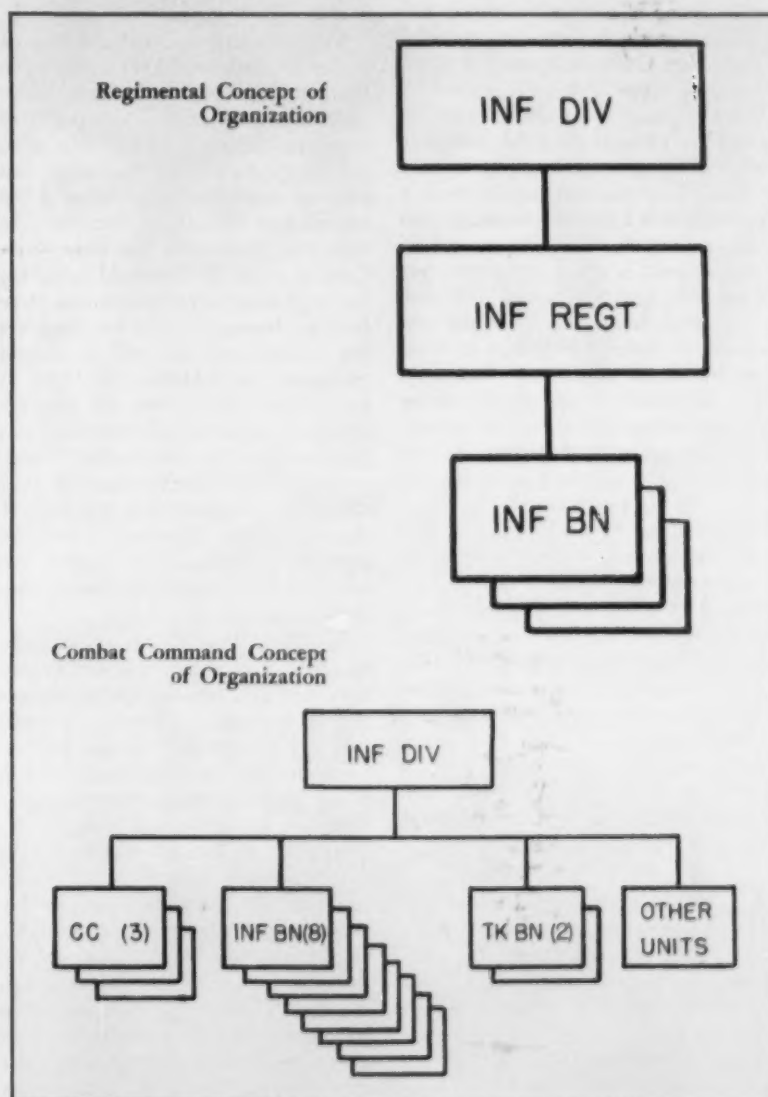 Regimental Concept of
Organization
INF DIV
INF REGT
INF BN
Combat Command Concept
of Organization
INF DIV
CC (3)
INF BN(8)
TK BN (2)
OTHER
UNITS